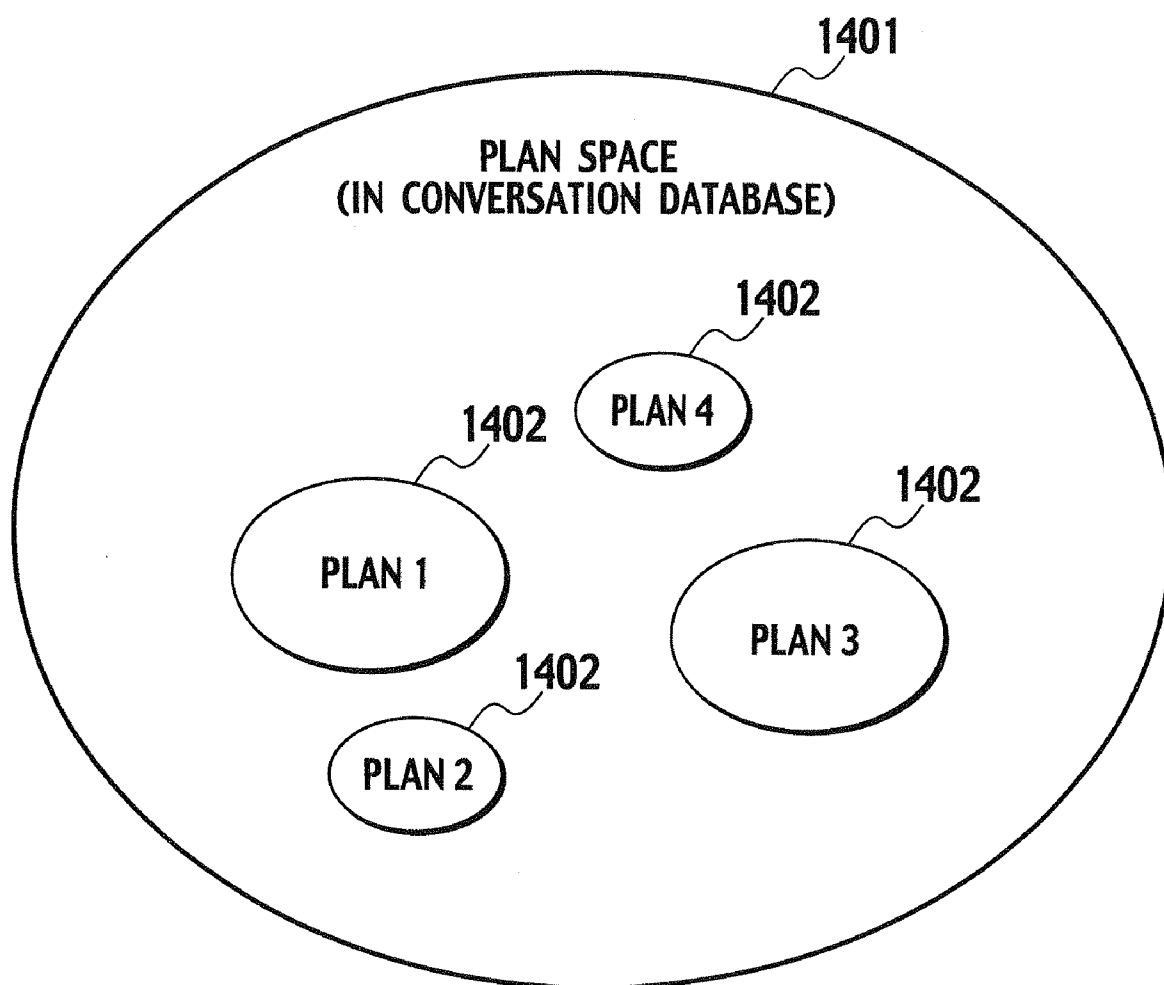 1401
PLAN SPACE
(IN CONVERSATION DATABASE)
1402
PLAN 4
1402
PLAN 1
1402
PLAN 3
1402
PLAN 2